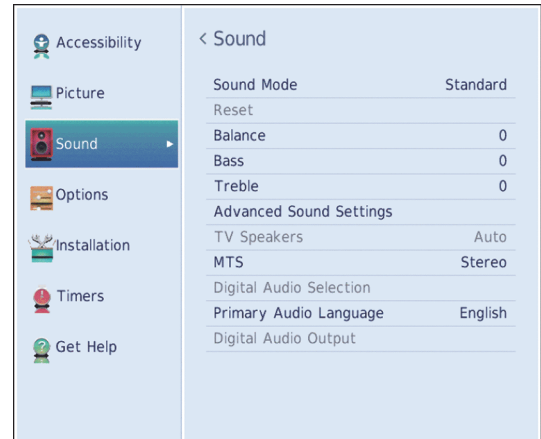 Accessibility
Picture
Sound
Options
Installation
Timers
Get Help
< Sound
Sound Mode Standard
Reset
Balance 0
Bass 0
Treble 0
Advanced Sound Settings
TV Speakers Auto
MTS Stereo
Digital Audio Selection
Primary Audio Language English
Digital Audio Output